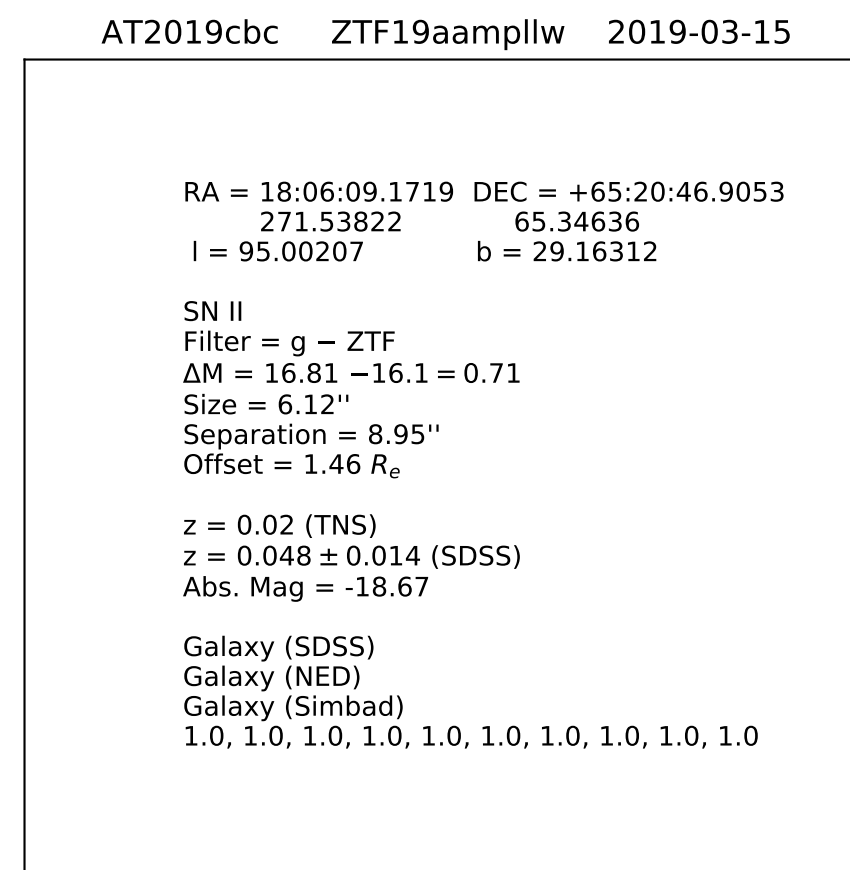 AT2019cbc ZTF19aampllw 2019-03-15
RA = 18:06:09.1719 DEC = +65:20:46.9053
271.53822 65.34636
l = 95.00207 b = 29.16312
SN II
Filter = g − ZTF
ΔM = 16.81 −16.1 = 0.71
Size = 6.12''
Separation = 8.95''
Offset = 1.46 Rₑ
z = 0.02 (TNS)
z = 0.048 ± 0.014 (SDSS)
Abs. Mag = -18.67
Galaxy (SDSS)
Galaxy (NED)
Galaxy (Simbad)
1.0, 1.0, 1.0, 1.0, 1.0, 1.0, 1.0, 1.0, 1.0, 1.0